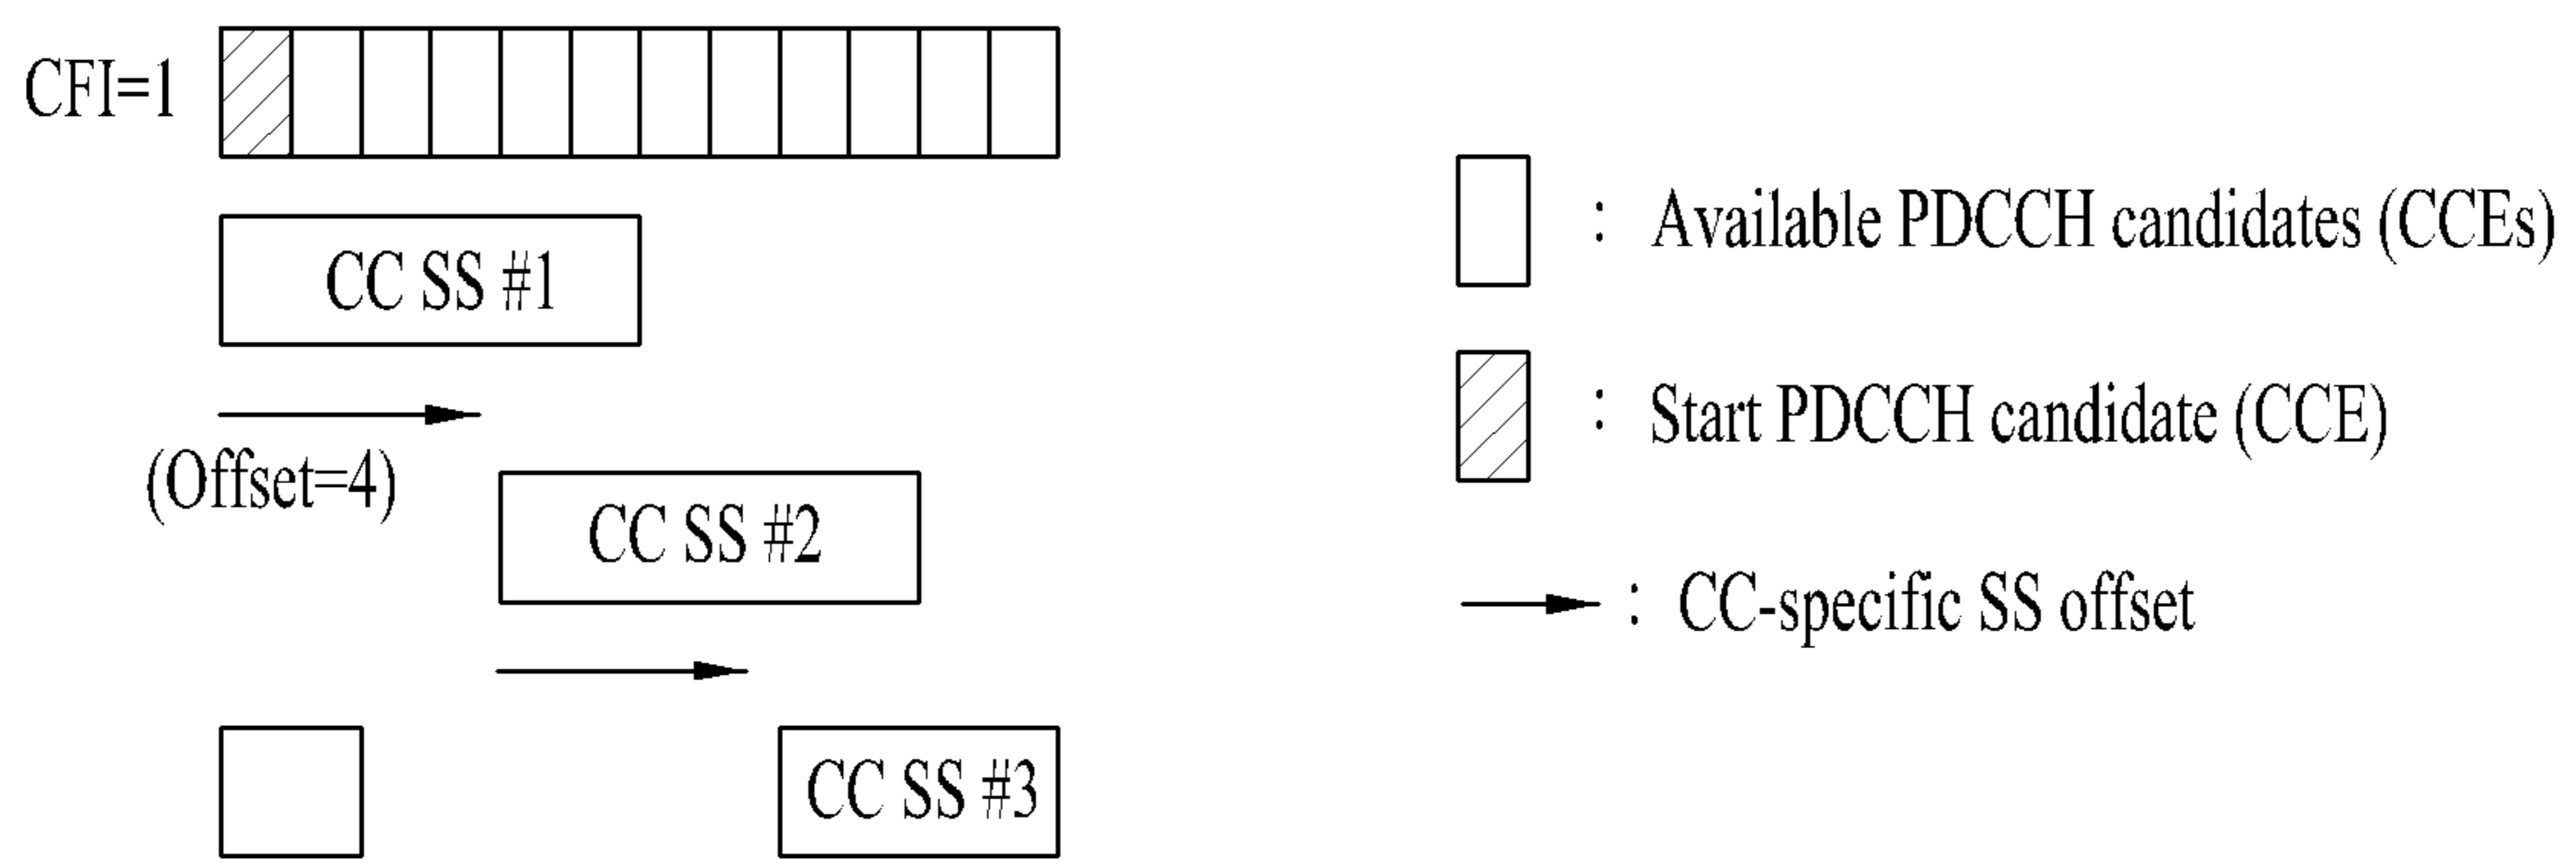 CFI=1
CC SS #1
(Offset=4)
CC SS #2
CC SS #3
: Available PDCCH candidates (CCEs)
: Start PDCCH candidate (CCE)
: CC-specific SS offset